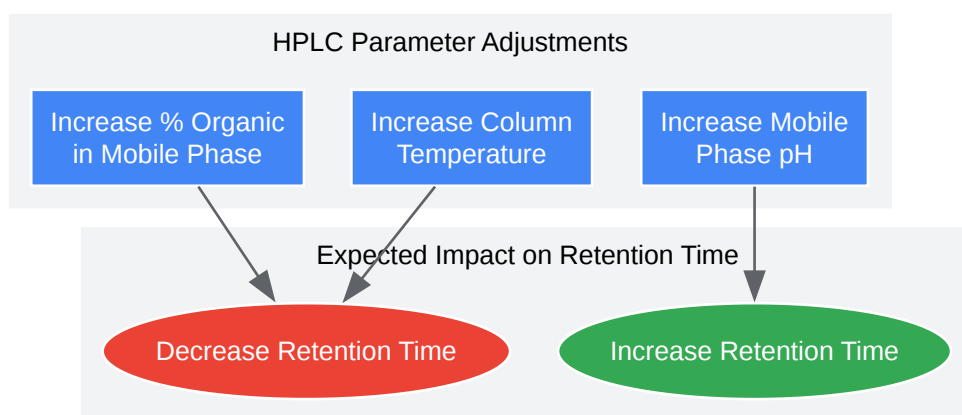 HPLC Parameter Adjustments
Increase % Organic
in Mobile Phase
Increase Column
Temperature
Increase Mobile
Phase pH
Expected Impact on Retention Time
Decrease Retention Time
Increase Retention Time